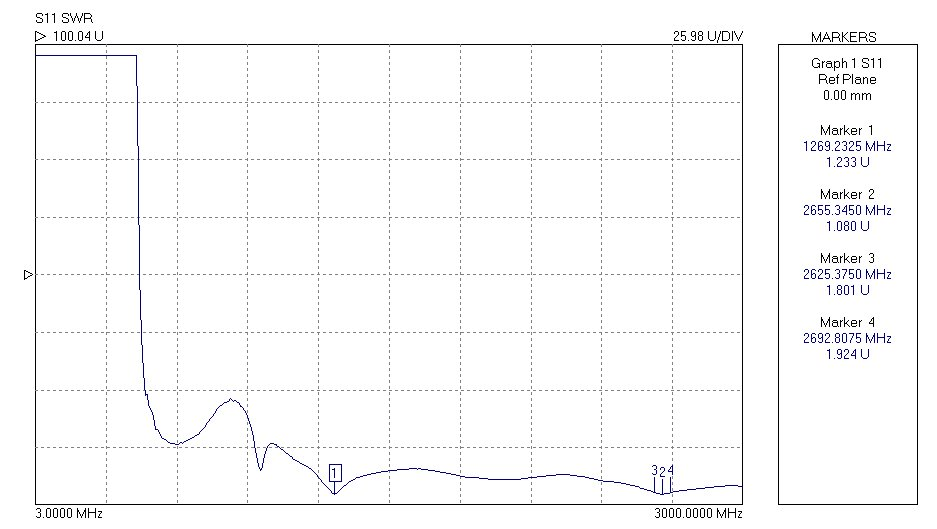 S11 SWR
100.04 U
25.98 U/DIV
MARKERS
Graph 1 S11
Ref Plane
0.00 mm
Marker 1
1269.2325 MHz
1.233 U
Marker 2
2655.3450 MHz
1.080 U
Marker 3
2625.3750 MHz
1.801 U
Marker 4
2692.8075 MHz
1.924 U
1
3 2 4
3.0000 MHz
3000.0000 MHz